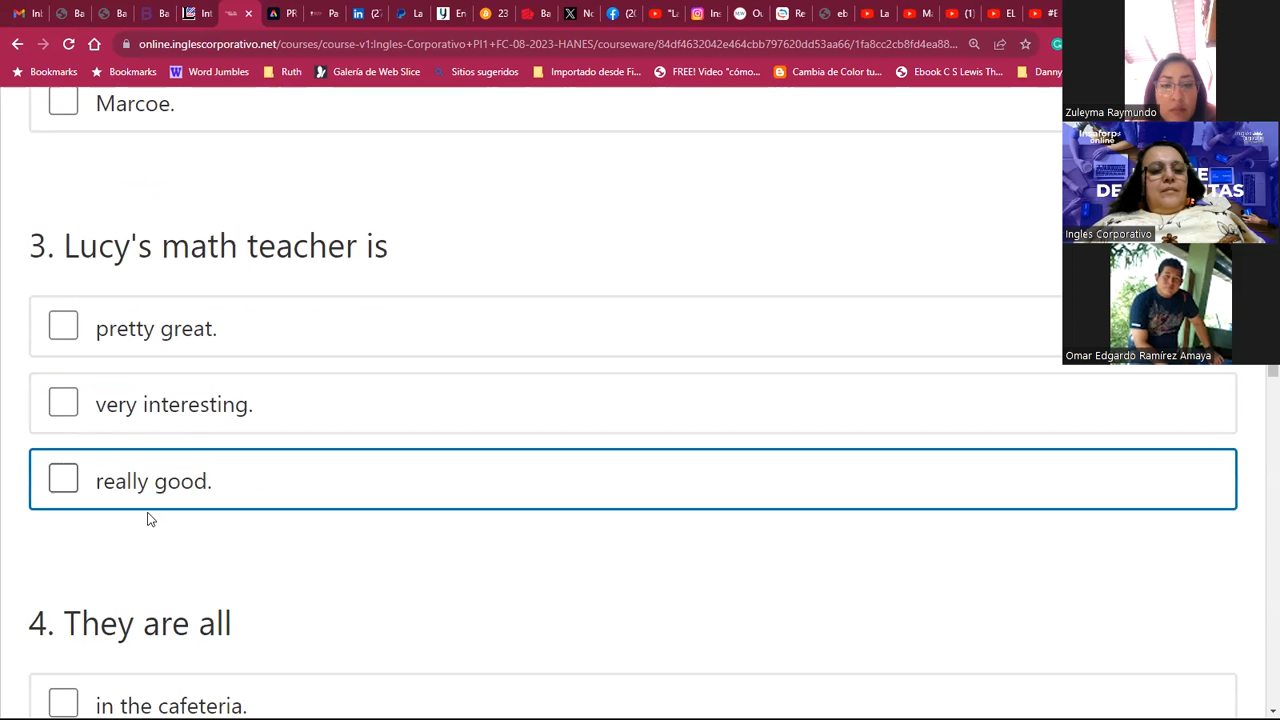 online.inglescorporativo.net/courses/course-v1:Ingles-Corporativo+PI1+FC-08-2023-HANES/courseware/84df4632042e464cbb797620dd53aa66/1fa8cc2cb8fd4ea88...
Bookmarks
Bookmarks
Word Jumbles
Ruth
Galería de Web Slice
Sitios sugeridos
Importado desde Fi...
FREE! Video "cómo...
Cambia de Color tu...
Ebook C S Lewis Th...
Danny
Zuleyma Raymundo
Ingles Corporativo
Omar Edgardo Ramírez Amaya
Marcoe.
3. Lucy's math teacher is
pretty great.
very interesting.
really good.
4. They are all
in the cafeteria.